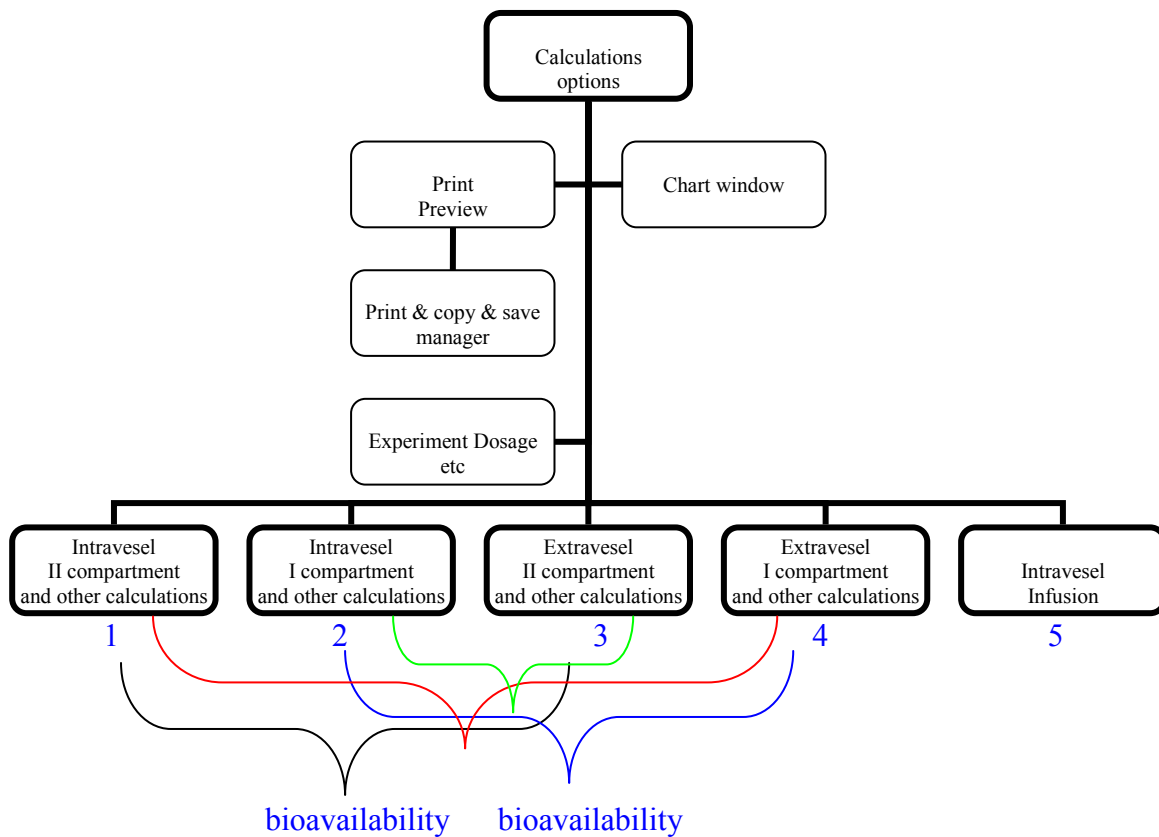 Calculations
options
Print
Preview
Chart window
Print & copy & save
manager
Experiment Dosage
etc
Intravesel
II compartment
and other calculations
Intravesel
I compartment
and other calculations
Extravesel
II compartment
and other calculations
Extravesel
I compartment
and other calculations
Intravesel
Infusion
1
2
3
4
5
bioavailability
bioavailability